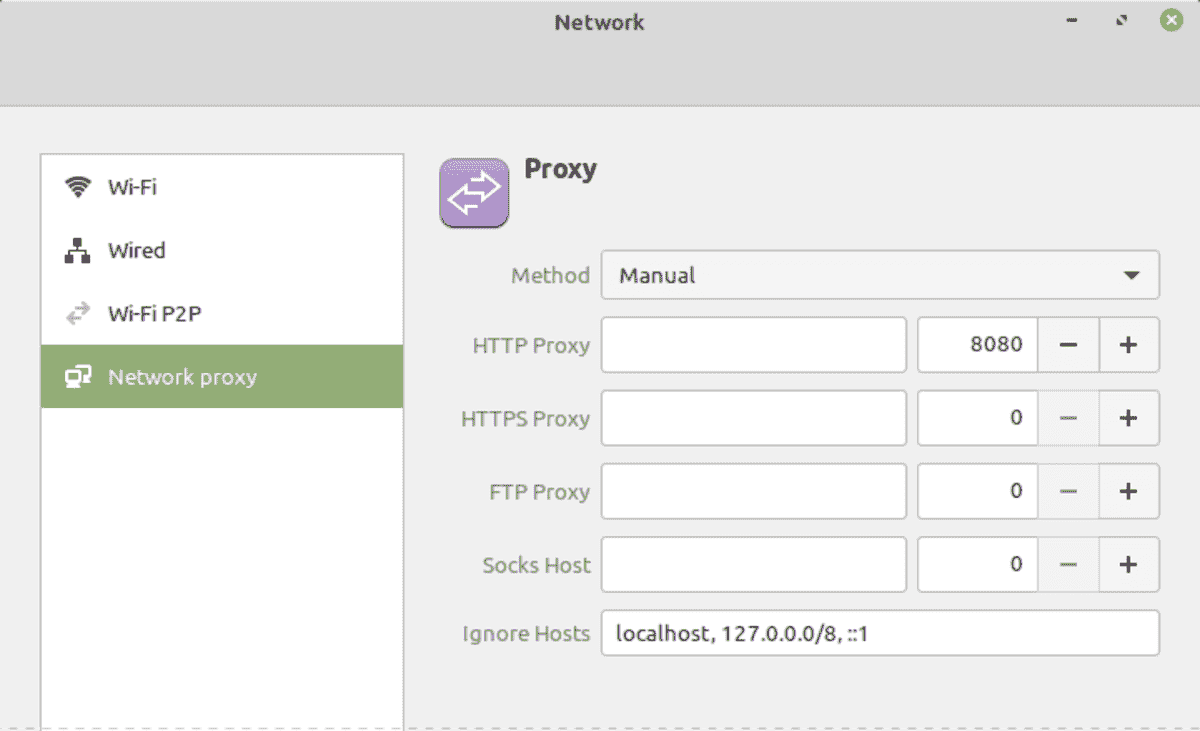 Network
Wi-Fi
Wired
Wi-Fi P2P
Network proxy
Proxy
Method Manual
HTTP Proxy 8080 − +
HTTPS Proxy 0 − +
FTP Proxy 0 − +
Socks Host 0 − +
Ignore Hosts localhost, 127.0.0.0/8, ::1